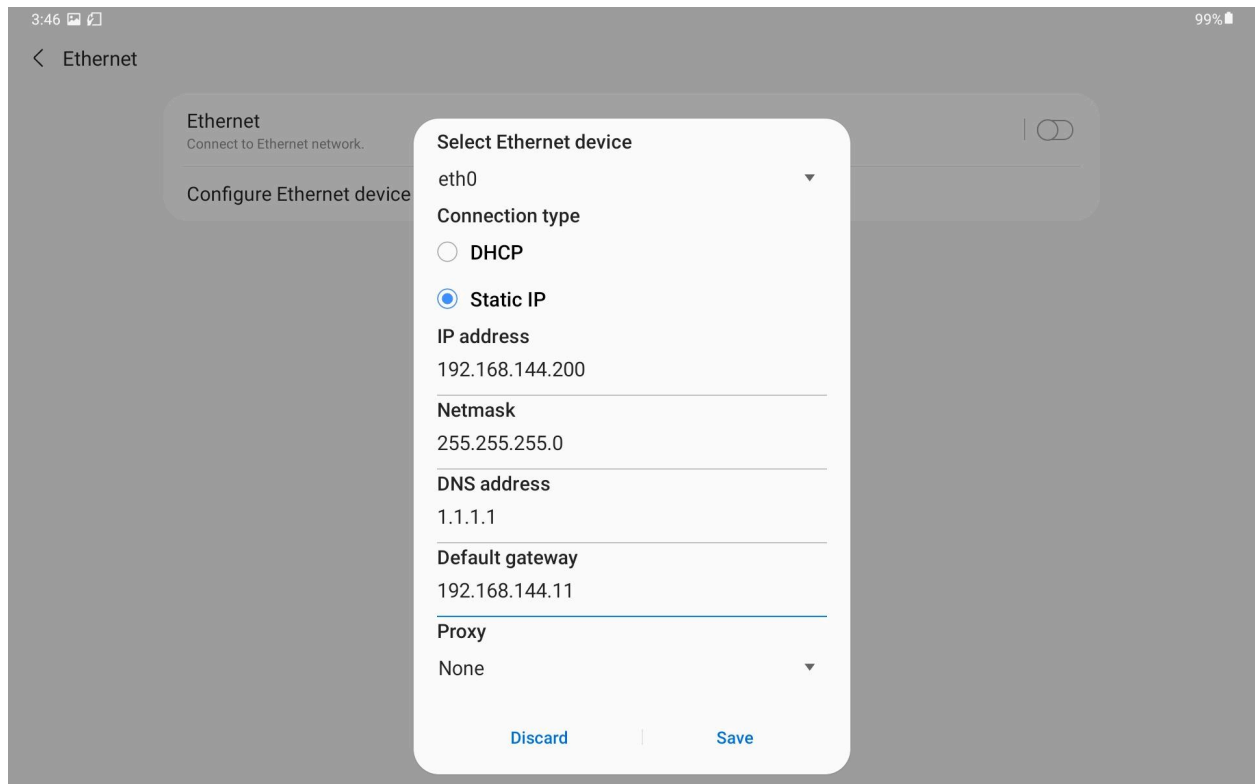 3:46
99%
Ethernet
Ethernet
Connect to Ethernet network.
Configure Ethernet device
Select Ethernet device
eth0
Connection type
DHCP
Static IP
IP address
192.168.144.200
Netmask
255.255.255.0
DNS address
1.1.1.1
Default gateway
192.168.144.11
Proxy
None
Discard
Save